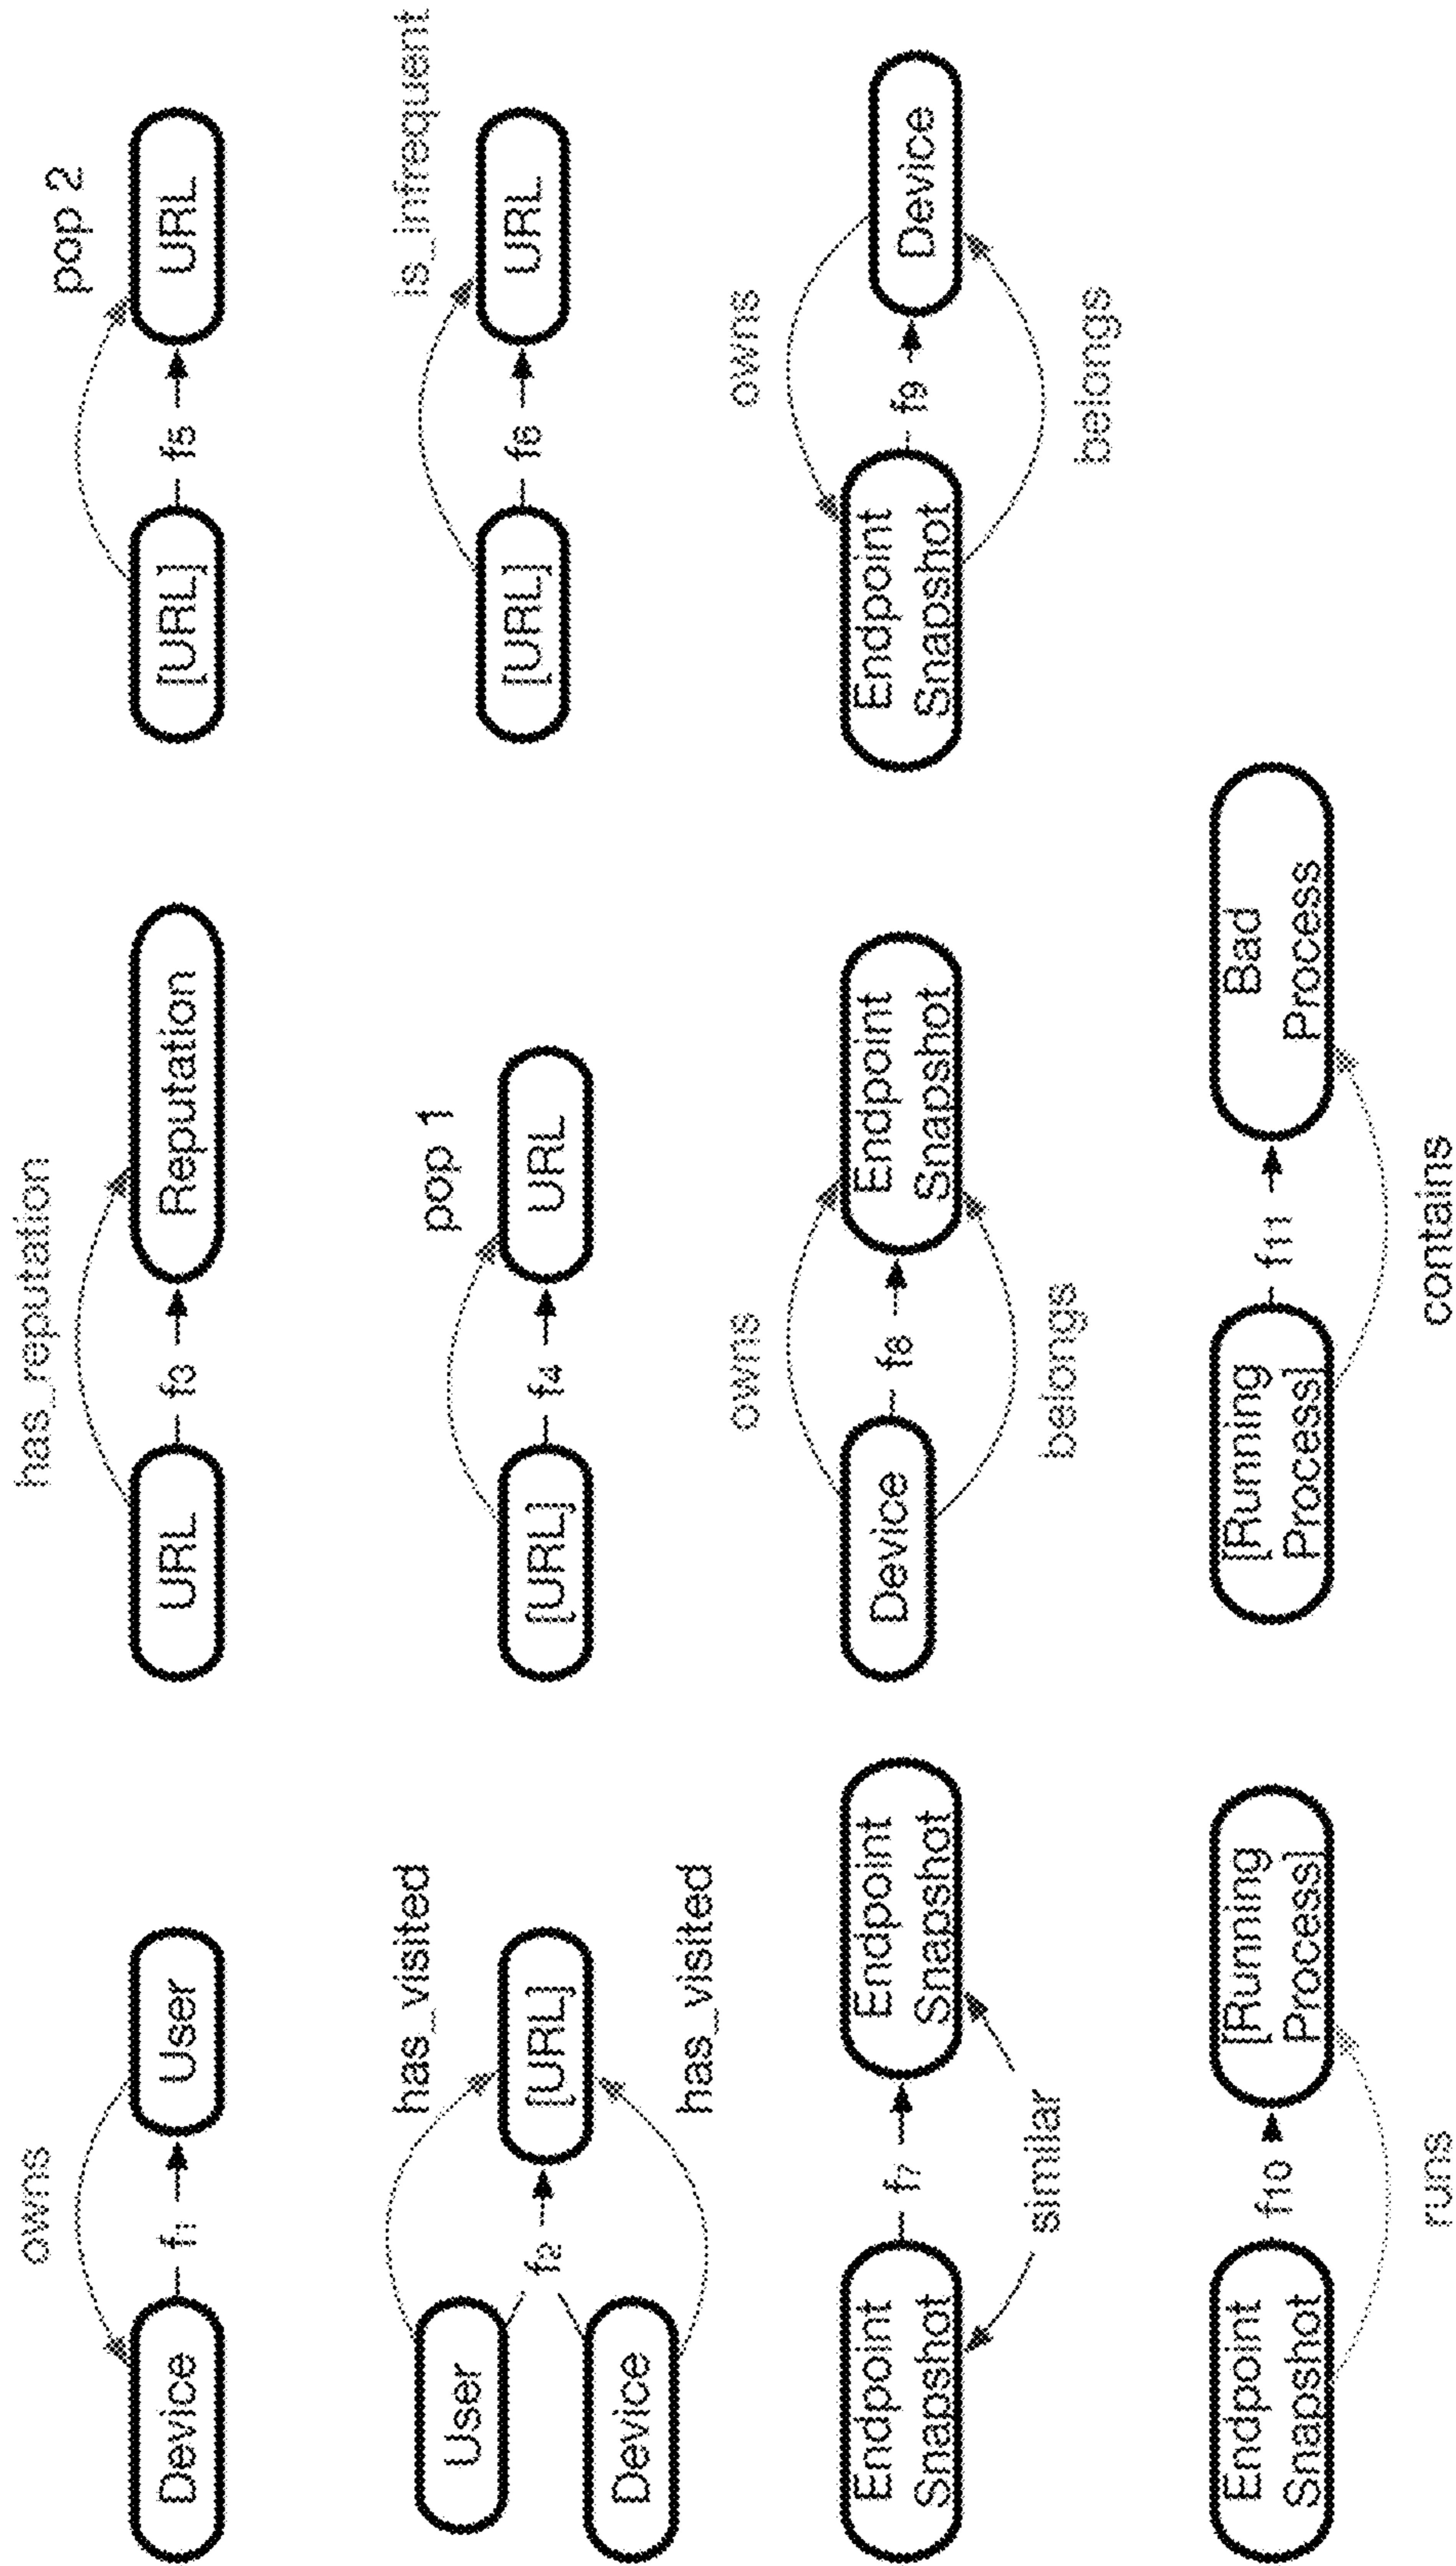 owns
Device
f1
User
has_reputation
URL
f3
Reputation
pop 2
[URL]
f5
URL
has_visited
User
Device
f2
[URL]
has_visited
pop 1
[URL]
f4
URL
is_infrequent
[URL]
f6
URL
Endpoint
Snapshot
f7
Endpoint
Snapshot
similar
owns
Device
f8
Endpoint
Snapshot
belongs
owns
Endpoint
Snapshot
f9
Device
belongs
Endpoint
Snapshot
f10
[Running
Process]
runs
[Running
Process]
f11
Bad
Process
contains